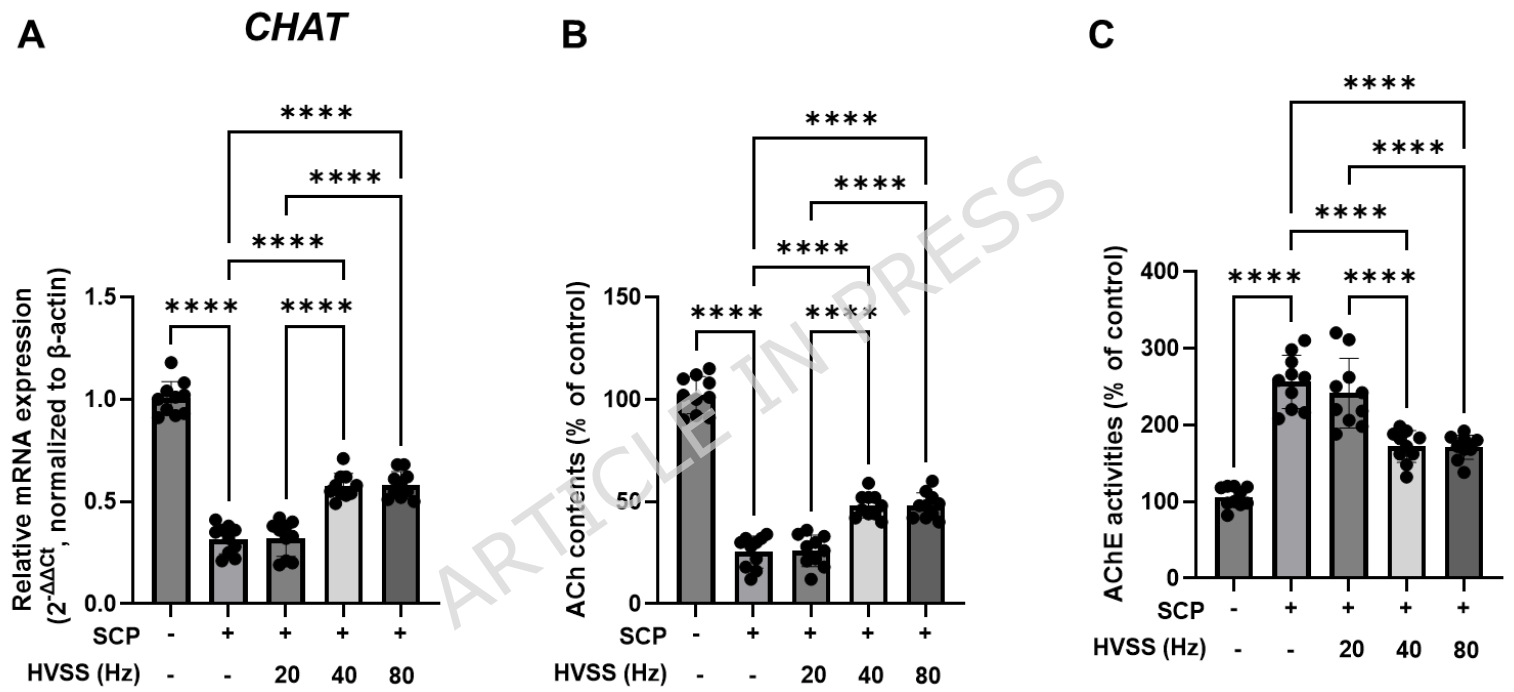 A
CHAT
Relative mRNA expression
(2-ΔΔCt, normalized to β-actin)
1.5
1.0
0.5
0.0
****
****
****
****
****
SCP - + + + +
HVSS (Hz) - - 20 40 80
B
ACh contents (% of control)
150
100
50
0
****
****
****
****
****
SCP - + + + +
HVSS (Hz) - - 20 40 80
C
AChE activities (% of control)
400
300
200
100
0
****
****
****
****
****
SCP - + + + +
HVSS (Hz) - - 20 40 80
ARTICLE IN PRESS